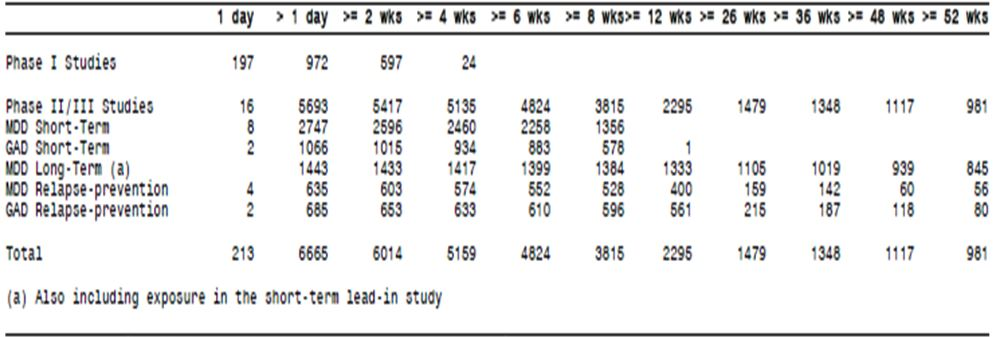 1 day > 1 day >= 2 wks >= 4 wks >= 6 wks >= 8 wks>= 12 wks >= 26 wks >= 36 wks >= 48 wks >= 52 wks
Phase I Studies 197 972 597 24
Phase II/III Studies 16 5693 5417 5135 4824 3815 2295 1479 1348 1117 981
MDD Short-Term 8 2747 2596 2460 2258 1356
GAD Short-Term 2 1066 1015 934 883 578 1
MDD Long-Term (a) 1443 1433 1417 1399 1384 1333 1105 1019 939 845
MDD Relapse-prevention 4 635 603 574 552 528 400 159 142 60 56
GAD Relapse-prevention 2 685 653 633 610 596 561 215 187 118 80
Total 213 6665 6014 5159 4824 3815 2295 1479 1348 1117 981
(a) Also including exposure in the short-term lead-in study